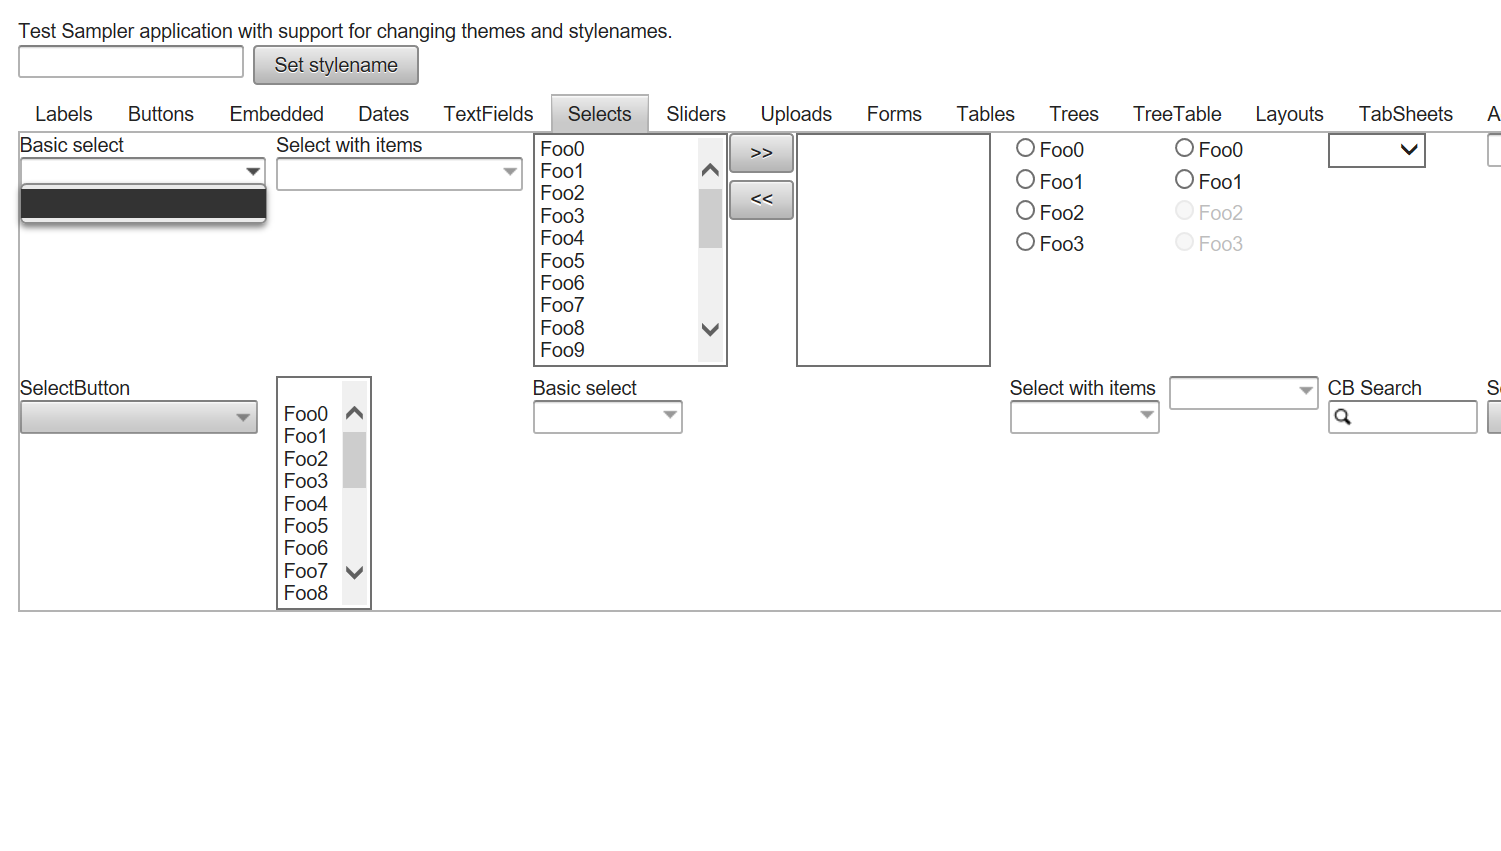 Test Sampler application with support for changing themes and stylenames.
Set stylename
Labels Buttons Embedded Dates TextFields Selects Sliders Uploads Forms Tables Trees TreeTable Layouts TabSheets A
Basic select
Select with items
Foo0
Foo1
Foo2
Foo3
Foo4
Foo5
Foo6
Foo7
Foo8
Foo9
>>
<<
Foo0
Foo1
Foo2
Foo3
Foo0
Foo1
Foo2
Foo3
SelectButton
Foo0
Foo1
Foo2
Foo3
Foo4
Foo5
Foo6
Foo7
Foo8
Basic select
Select with items
CB Search